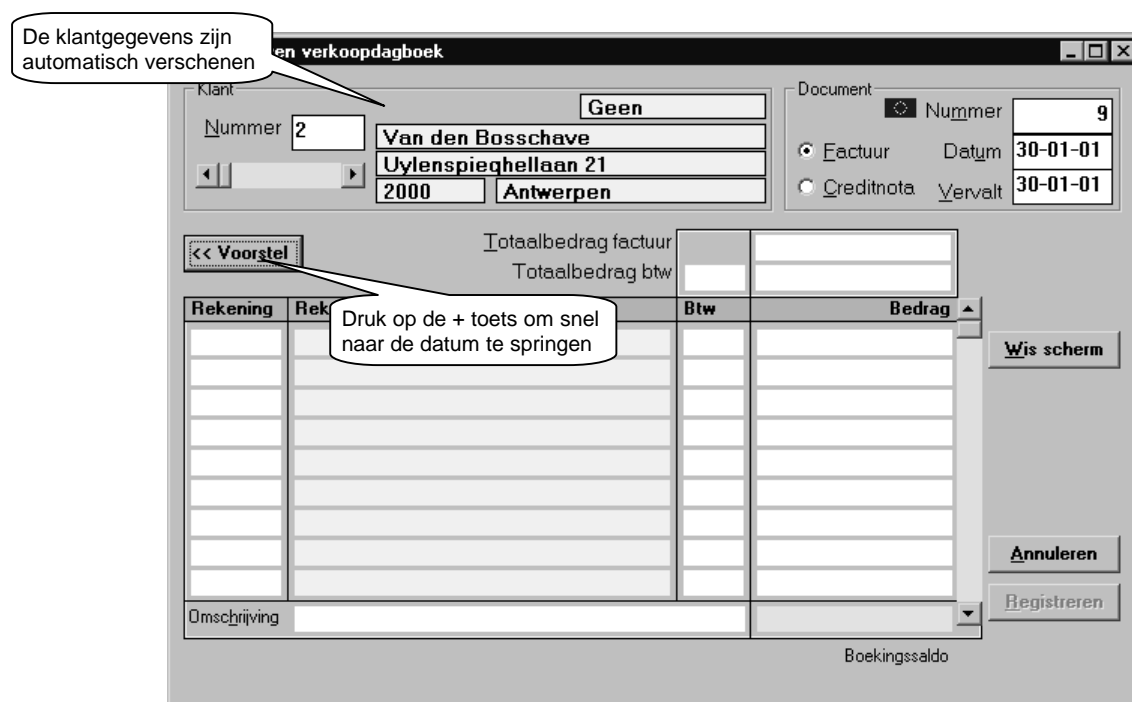 De klantgegevens zijn
automatisch verschenen
en verkoopdagboek
Klant
Geen
Nummer 2
Van den Bosschave
Uylenspieghellaan 21
2000 Antwerpen
Document
Nummer 9
Factuur Datum 30-01-01
Creditnota Vervalt 30-01-01
<< Voorstel
Totaalbedrag factuur
Totaalbedrag btw
Rekening Rek Btw Bedrag
Druk op de + toets om snel
naar de datum te springen
Wis scherm
Annuleren
Registreren
Omschrijving
Boekingssaldo